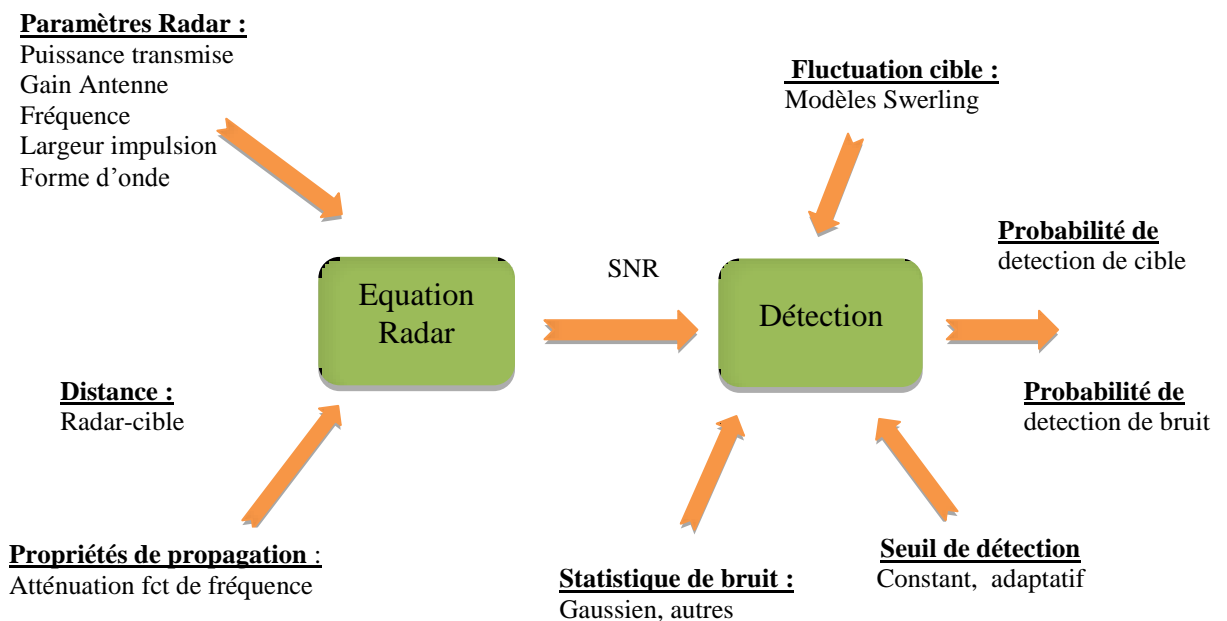 Paramètres Radar :
Puissance transmise
Gain Antenne
Fréquence
Largeur impulsion
Forme d'onde
Fluctuation cible :
Modèles Swerling
Probabilité de
detection de cible
SNR
Equation
Radar
Détection
Distance :
Radar-cible
Probabilité de
detection de bruit
Propriétés de propagation :
Atténuation fct de fréquence
Statistique de bruit :
Gaussien, autres
Seuil de détection
Constant, adaptatif